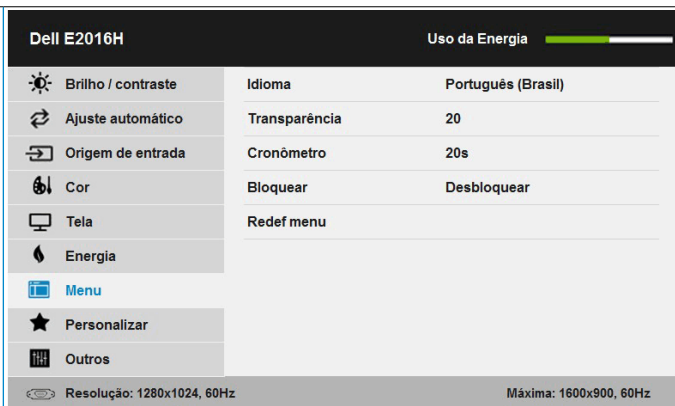 Dell E2016H Uso da Energia
Brilho / contraste Idioma Português (Brasil)
Ajuste automático Transparência 20
Origem de entrada Cronômetro 20s
Cor Bloquear Desbloquear
Tela Redef menu
Energia
Menu
Personalizar
Outros
Resolução: 1280x1024, 60Hz Máxima: 1600x900, 60Hz